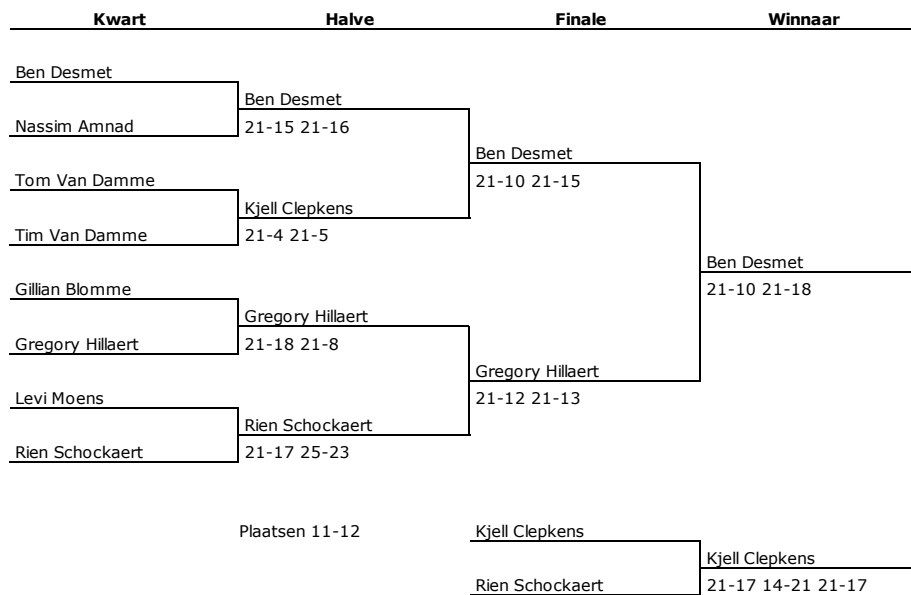 Kwart Halve Finale Winnaar
Ben Desmet
Ben Desmet
Nassim Amnad 21-15 21-16
Ben Desmet
Tom Van Damme 21-10 21-15
Kjell Clepkens
Tim Van Damme 21-4 21-5
Ben Desmet
Gillian Blomme 21-10 21-18
Gregory Hillaert
Gregory Hillaert 21-18 21-8
Gregory Hillaert
Levi Moens 21-12 21-13
Rien Schockaert
Rien Schockaert 21-17 25-23
Plaatsen 11-12 Kjell Clepkens
Kjell Clepkens
Rien Schockaert 21-17 14-21 21-17